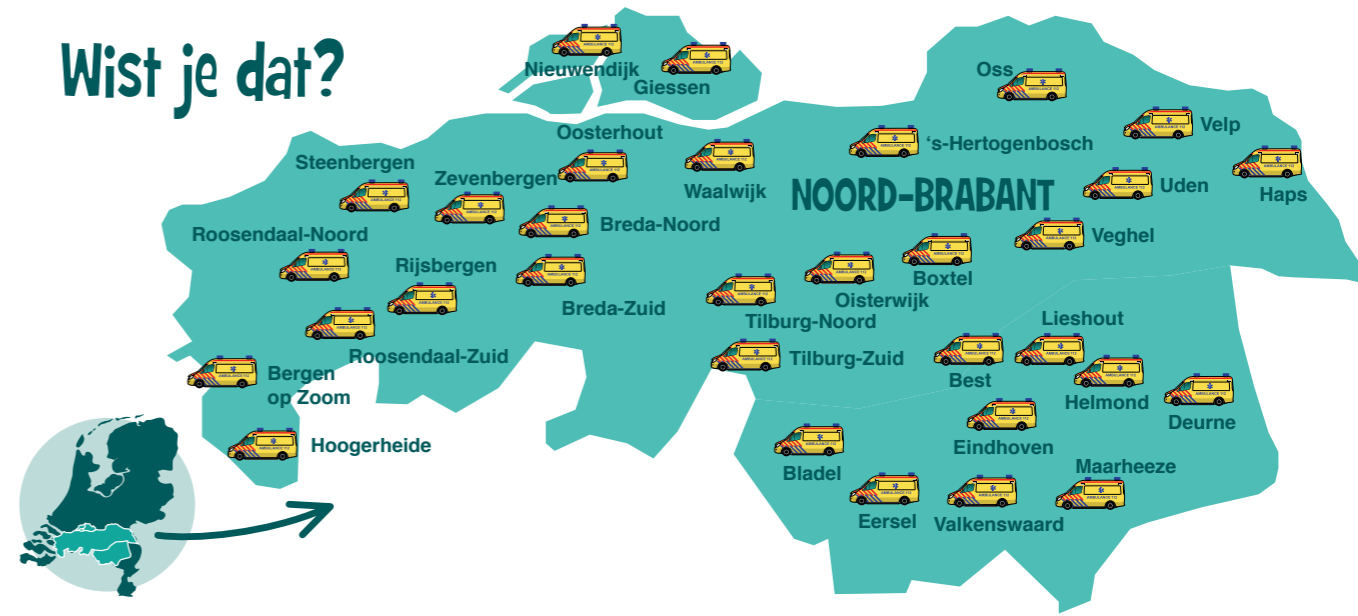 Wist je dat?
Nieuwendijk
Giessen
Oss
Velp
Oosterhout
's-Hertogenbosch
Steenbergen
Zevenbergen
Waalwijk
NOORD-BRABANT
Uden
Haps
Breda-Noord
Roosendaal-Noord
Veghel
Rijsbergen
Boxtel
Oisterwijk
Breda-Zuid
Tilburg-Noord
Lieshout
Roosendaal-Zuid
Tilburg-Zuid
Bergen
op Zoom
Best
Helmond
Deurne
Hoogerheide
Eindhoven
Bladel
Maarheeze
Eersel
Valkenswaard
AMBULANCE 112